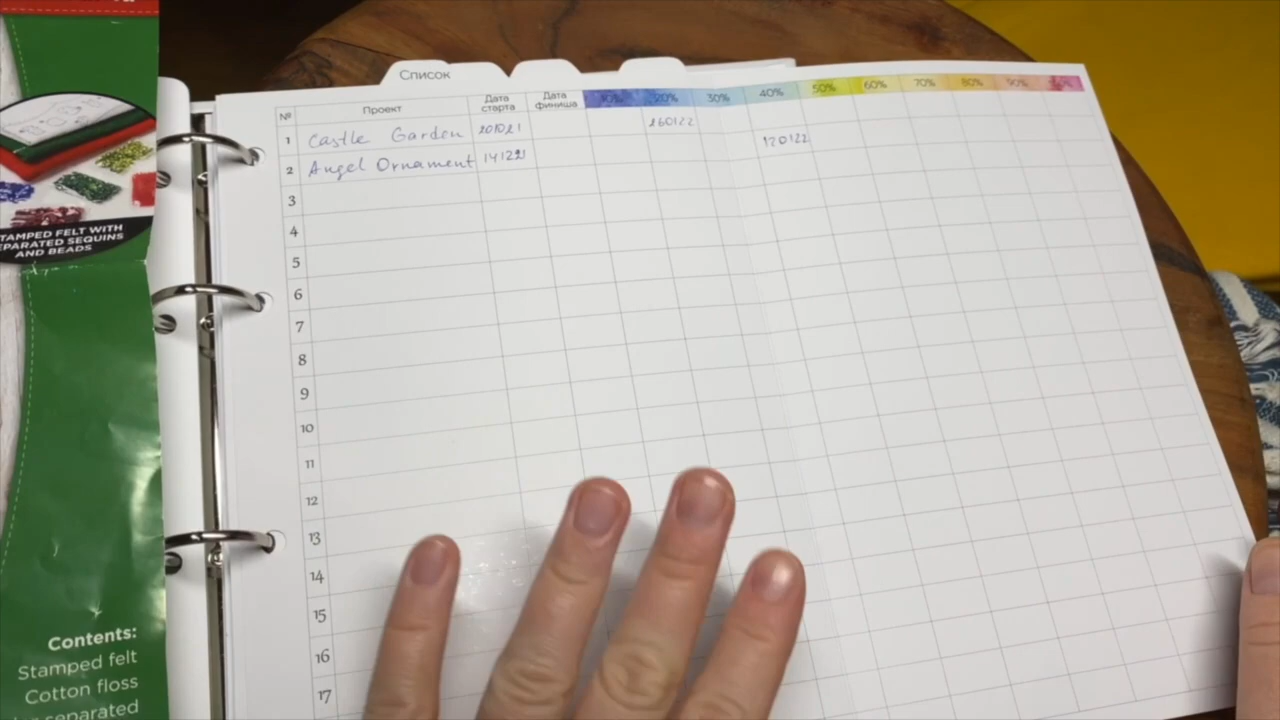 Список
№ Проект Дата старта Дата финиша 10% 20% 30% 40% 50% 60% 70% 80% 90%
1 Castle Garden 201021 260122
2 Angel Ornament 141221 120122
3
4
5
6
7
8
9
10
11
12
13
14
15
16
17
STAMPED FELT WITH
SEPARATED SEQUINS
AND BEADS
Contents:
Stamped felt
Cotton floss
separated